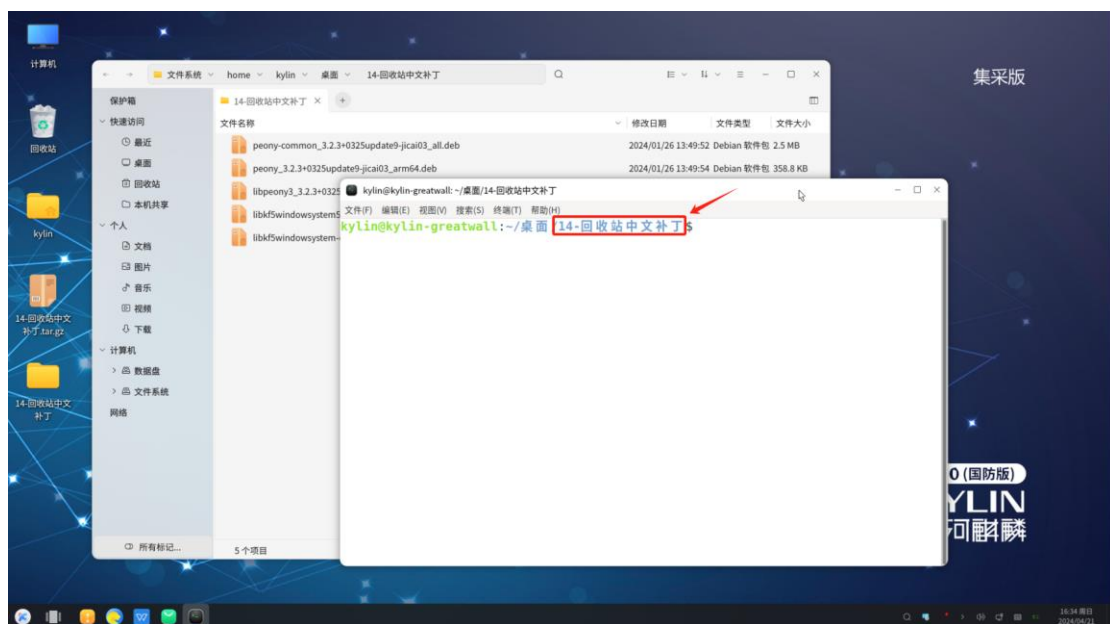 计算机
回收站
kylin
14-回收站中文
补丁.tar.gz
14-回收站中文
补丁
文件系统 home kylin 桌面 14-回收站中文补丁
14-回收站中文补丁
保护箱
快速访问
最近
桌面
回收站
本机共享
个人
文档
图片
音乐
视频
下载
计算机
数据盘
文件系统
网络
所有标记...
文件名称 修改日期 文件类型 文件大小
peony-common_3.2.3+0325update9-jicai03_all.deb 2024/01/26 13:49:52 Debian 软件包 2.5 MB
peony_3.2.3+0325update9-jicai03_arm64.deb 2024/01/26 13:49:54 Debian 软件包 358.8 KB
libpeony3_3.2.3+0325
libkf5windowsystem5
libkf5windowsystem-
5个项目
kylin@kylin-greatwall: ~/桌面/14-回收站中文补丁
文件(F) 编辑(E) 视图(V) 搜索(S) 终端(T) 帮助(H)
kylin@kylin-greatwall:~/桌面/14-回收站中文补丁$
集采版
0 (国防版)
YLIN
河麒麟
16:34 周日
2024/04/21